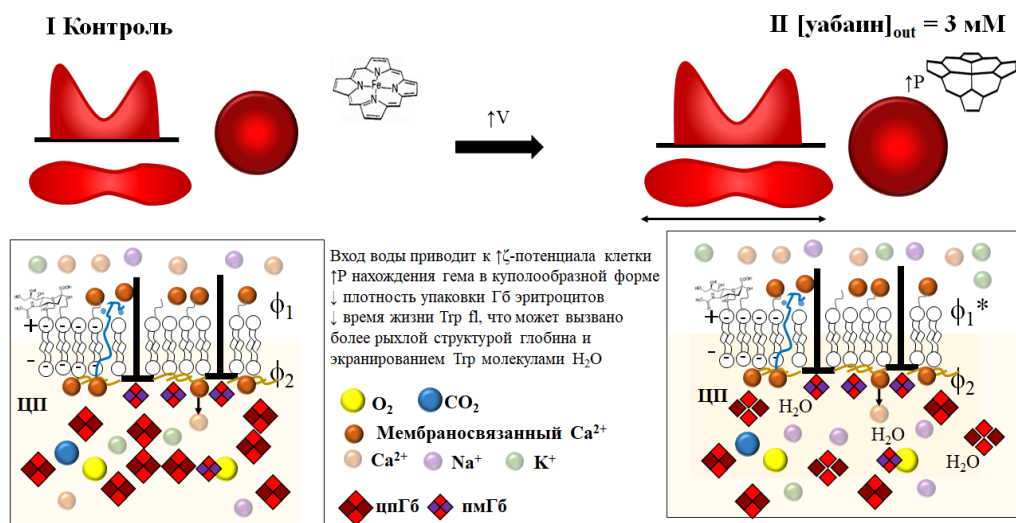 I Контроль
II [уабаин]out = 3 мМ
↑P
↑V
N
N Fe N
N
Вход воды приводит к ↑ζ-потенциала клетки
↑P нахождения гема в куполообразной форме
↓ плотность упаковки Гб эритроцитов
↓ время жизни Trp fl, что может вызвано
более рыхлой структурой глобина и
экранированием Trp молекулами H₂O
ϕ₁
+
-
ϕ₂
ЦП
O₂
CO₂
Мембраносвязанный Ca²⁺
Ca²⁺
Na⁺
K⁺
цпГб
пмГб
ϕ₁*
+
-
ϕ₂
ЦП
H₂O
H₂O
H₂O